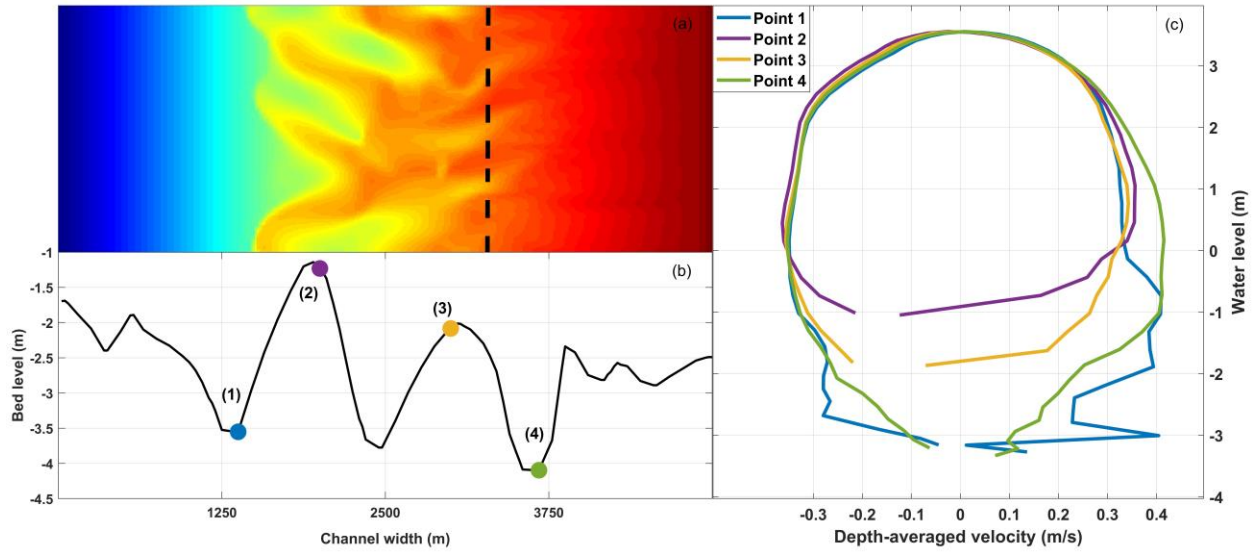 (a)
Point 1
Point 2
Point 3
Point 4
(c)
3
2
1
0
-1
-2
-3
-4
Water level (m)
-1
-1.5
-2
-2.5
-3
-3.5
-4
-4.5
Bed level (m)
(b)
(1)
(2)
(3)
(4)
1250
2500
3750
Channel width (m)
-0.3
-0.2
-0.1
0
0.1
0.2
0.3
0.4
Depth-averaged velocity (m/s)